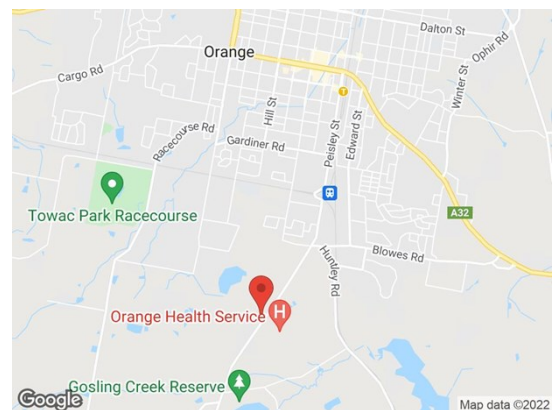 Dalton St
Ophir Rd
Orange
Cargo Rd
Winter St
Hill St
Peisley St
Edward St
Racecourse Rd
Gardiner Rd
Towac Park Racecourse
A32
Blowes Rd
Huntley Rd
Orange Health Service
H
Gosling Creek Reserve
Google
Map data ©2022